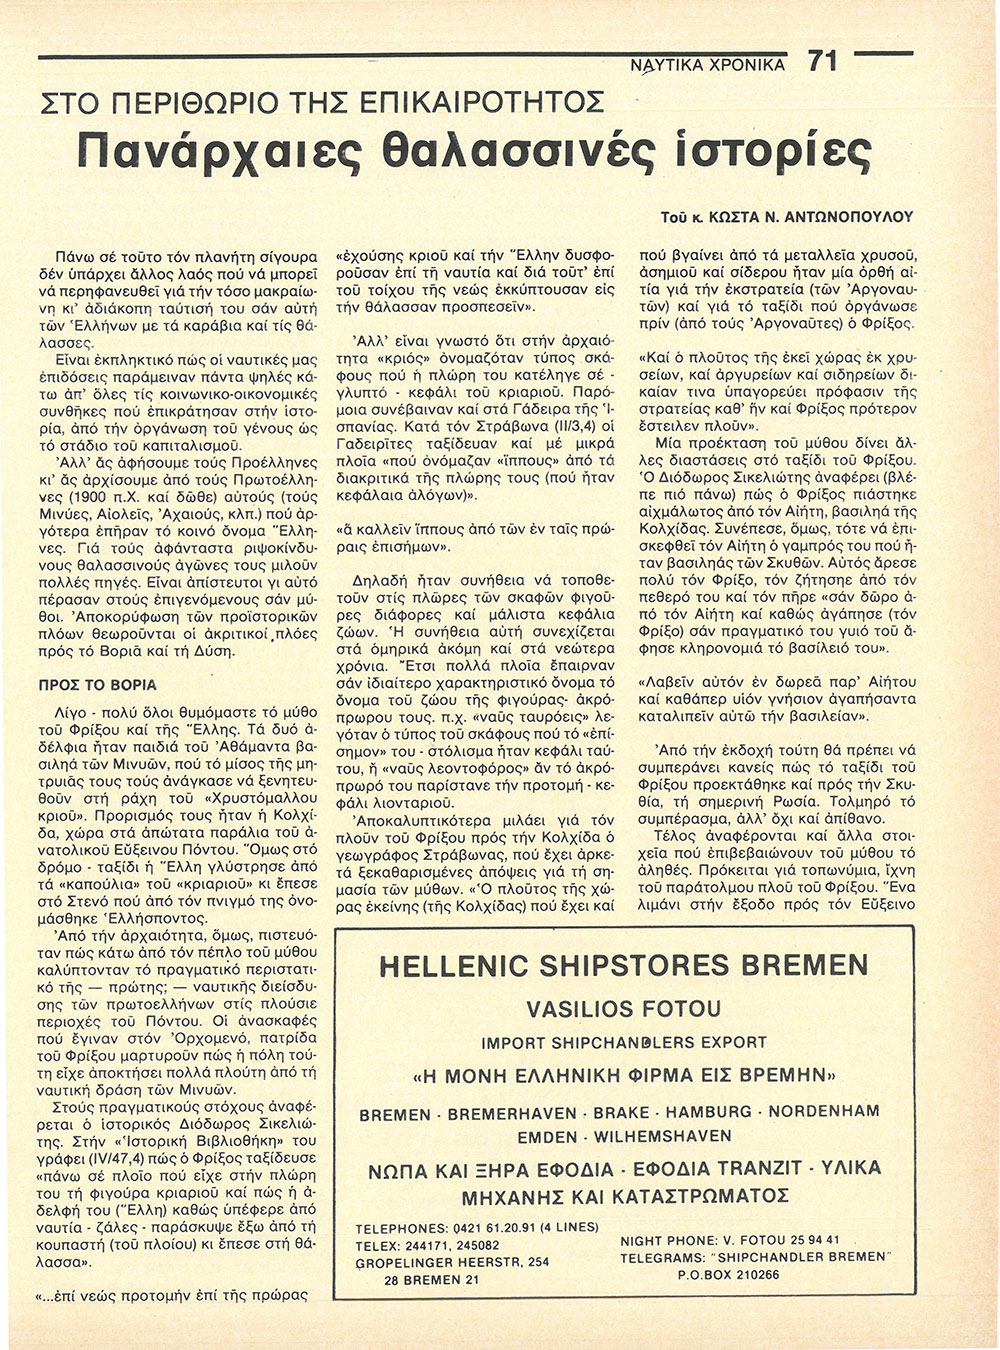 ΝΑΥΤΙΚΑ ΧΡΟΝΙΚΑ 71
ΣΤΟ ΠΕΡΙΘΩΡΙΟ ΤΗΣ ΕΠΙΚΑΙΡΟΤΗΤΟΣ
Πανάρχαιες θαλασσινές ἱστορίες
Τοῦ κ. ΚΩΣΤΑ Ν. ΑΝΤΩΝΟΠΟΥΛΟΥ
Πάνω σέ τοῦτο τόν πλανήτη σίγουρα
δέν ὑπάρχει ἄλλος λαός πού νά μπορεῖ
νά περηφανευθεῖ γιά τήν τόσο μακραίω-
νη κι' ἀδιάκοπη ταύτισή του σάν αὐτή
τῶν Ἑλλήνων με τά καράβια καί τίς θά-
λασσες.
Εἶναι ἐκπληκτικό πώς οἱ ναυτικές μας
ἐπιδόσεις παράμειναν πάντα ψηλές κά-
τω ἀπ' ὅλες τίς κοινωνικο-οικονομικές
συνθῆκες πού ἐπικράτησαν στήν ἱστο-
ρία, ἀπό τήν ὀργάνωση τοῦ γένους ὡς
τό στάδιο τοῦ καπιταλισμοῦ.
Ἀλλ' ἄς ἀφήσουμε τούς Προέλληνες
κι' ἄς ἀρχίσουμε ἀπό τούς Πρωτοέλλη-
νες (1900 π.Χ. καί δῶθε) αὐτούς (τούς
Μινύες, Αἰολεῖς, Ἀχαιούς, κλπ.) πού ἀρ-
γότερα ἐπῆραν τό κοινό ὄνομα Ἕλλη-
νες. Γιά τούς ἀφάνταστα ριψοκίνδυ-
νους θαλασσινούς ἀγῶνες τους μιλοῦν
πολλές πηγές. Εἶναι ἀπίστευτοι γι αὐτό
πέρασαν στούς ἐπιγενόμενους σάν μύ-
θοι. Ἀποκορύφωση τῶν προϊστορικῶν
πλόων θεωροῦνται οἱ ἀκριτικοί πλόες
πρός τό Βοριᾶ καί τή Δύση.
ΠΡΟΣ ΤΟ ΒΟΡΙΑ
Λίγο - πολύ ὅλοι θυμόμαστε τό μύθο
τοῦ Φρίξου καί τῆς Ἕλλης. Τά δυό ἀ-
δέλφια ἦταν παιδιά τοῦ Ἀθάμαντα βα-
σιληά τῶν Μινυῶν, πού τό μίσος τῆς μη-
τρυιᾶς τους τούς ἀνάγκασε νά ξενητευ-
θοῦν στή ράχη τοῦ «Χρυσόμαλλου
κριοῦ». Προρισμός τους ἦταν ἡ Κολχί-
δα, χώρα στά ἀπώτατα παράλια τοῦ ἀ-
νατολικοῦ Εὔξεινου Πόντου. Ὅμως στό
δρόμο - ταξίδι ἡ Ἕλλη γλύστρησε ἀπό
τά «καπούλια» τοῦ «κριαριοῦ» κι ἔπεσε
στό Στενό πού ἀπό τόν πνιγμό της ὀνο-
μάσθηκε Ἑλλήσποντος.
Ἀπό τήν ἀρχαιότητα, ὅμως, πιστευό-
ταν πώς κάτω ἀπό τόν πέπλο τοῦ μύθου
καλύπτονταν τό πραγματικό περιστατι-
κό τῆς — πρώτης; — ναυτικῆς διείσδυ-
σης τῶν πρωτοελλήνων στίς πλούσιε
περιοχές τοῦ Πόντου. Οἱ ἀνασκαφές
πού ἔγιναν στόν Ὀρχομενό, πατρίδα
τοῦ Φρίξου μαρτυροῦν πώς ἡ πόλη τού-
τη εἶχε ἀποκτήσει πολλά πλούτη ἀπό τή
ναυτική δράση τῶν Μινυῶν.
Στούς πραγματικούς στόχους ἀναφέ-
ρεται ὁ ἱστορικός Διόδωρος Σικελιώ-
της. Στήν «Ἱστορική Βιβλιοθήκη» του
γράφει (IV/47,4) πώς ὁ Φρίξος ταξίδευσε
«πάνω σέ πλοῖο πού εἶχε στήν πλώρη
του τή φιγούρα κριαριοῦ καί πώς ἡ ἀ-
δελφή του (Ἕλλη) καθώς ὑπέφερε ἀπό
ναυτία - ζάλες - παράσκυψε ἔξω ἀπό τή
κουπαστή (τοῦ πλοίου) κι ἔπεσε στή θά-
λασσα».
«...ἐπί νεώς προτομήν ἐπί τῆς πρώρας
«ἐχούσης κριοῦ καί τήν Ἕλλην δυσφο-
ροῦσαν ἐπί τῇ ναυτία καί διά τοῦτ' ἐπί
τοῦ τοίχου τῆς νεώς ἐκκύπτουσαν εἰς
τήν θάλασσαν προσπεσεῖν».
Ἀλλ' εἶναι γνωστό ὅτι στήν ἀρχαιό-
τητα «κριός» ὀνομαζόταν τύπος σκά-
φους πού ἡ πλώρη του κατέληγε σέ -
γλυπτό - κεφάλι τοῦ κριαριοῦ. Παρό-
μοια συνέβαιναν καί στά Γάδειρα τῆς Ἱ-
σπανίας. Κατά τόν Στράβωνα (II/3,4) οἱ
Γαδειρῖτες ταξίδευαν καί μέ μικρά
πλοῖα «πού ὀνόμαζαν «ἵππους» ἀπό τά
διακριτικά τῆς πλώρης τους (πού ἦταν
κεφάλαια ἀλόγων)».
«ἅ καλλεῖν ἵππους ἀπό τῶν ἐν ταῖς πρώ-
ραις ἐπισήμων».
Δηλαδή ἦταν συνήθεια νά τοποθε-
τοῦν στίς πλῶρες τῶν σκαφῶν φιγοῦ-
ρες διάφορες καί μάλιστα κεφάλια
ζώων. Ἡ συνήθεια αὐτή συνεχίζεται
στά ὁμηρικά ἀκόμη καί στά νεώτερα
χρόνια. Ἔτσι πολλά πλοῖα ἔπαιρναν
σάν ἰδιαίτερο χαρακτηριστικό ὄνομα τό
ὄνομα τοῦ ζώου τῆς φιγούρας- ἀκρό-
πρωρου τους. π.χ. «ναῦς ταυρόεις» λε-
γόταν ὁ τύπος τοῦ σκάφους πού τό «ἐπί-
σημον» του - στόλισμα ἦταν κεφάλι ταύ-
του, ἤ «ναῦς λεοντοφόρος» ἄν τό ἀκρό-
πρωρό του παρίστανε τήν προτομή - κε-
φάλι λιονταριοῦ.
Ἀποκαλυπτικότερα μιλάει γιά τόν
πλοῦν τοῦ Φρίξου πρός τήν Κολχίδα ὁ
γεωγράφος Στράβωνας, πού ἔχει ἀρκε-
τά ξεκαθαρισμένες ἀπόψεις γιά τή ση-
μασία τῶν μύθων. «Ὁ πλοῦτος τῆς χώ-
ρας ἐκείνης (τῆς Κολχίδας) πού ἔχει καί
πού βγαίνει ἀπό τά μεταλλεῖα χρυσοῦ,
ἀσημιοῦ καί σίδερου ἦταν μία ὀρθή αἰ-
τία γιά τήν ἐκστρατεία (τῶν Ἀργοναυ-
τῶν) καί γιά τό ταξίδι πού ὀργάνωσε
πρίν (ἀπό τούς Ἀργοναῦτες) ὁ Φρίξος.
«Καί ὁ πλοῦτος τῆς ἐκεῖ χώρας ἐκ χρυ-
σείων, καί ἀργυρείων καί σιδηρείων δι-
καίαν τινα ὑπαγορεύει πρόφασιν τῆς
στρατείας καθ' ἥν καί Φρίξος πρότερον
ἔστειλεν πλοῦν».
Μία προέκταση τοῦ μύθου δίνει ἄλ-
λες διαστάσεις στό ταξίδι τοῦ Φρίξου.
Ὁ Διόδωρος Σικελιώτης ἀναφέρει (βλέ-
πε πιό πάνω) πώς ὁ Φρίξος πιάστηκε
αἰχμάλωτος ἀπό τόν Αἰήτη, βασιληά τῆς
Κολχίδας. Συνέπεσε, ὅμως, τότε νά ἐπι-
σκεφθεῖ τόν Αἰήτη ὁ γαμπρός του πού ἦ-
ταν βασιληάς τῶν Σκυθῶν. Αὐτός ἄρεσε
πολύ τόν Φρίξο, τόν ζήτησηε ἀπό τόν
πεθερό του καί τόν πῆρε «σάν δῶρο ἀ-
πό τόν Αἰήτη καί καθώς ἀγάπησε (τόν
Φρίξο) σάν πραγματικό του γυιό τοῦ ἄ-
φησε κληρονομιά τό βασίλειό του».
«Λαβεῖν αὐτόν ἐν δωρεᾶ παρ' Αἰήτου
καί καθάπερ υἱόν γνήσιον ἀγαπήσαντα
καταλιπεῖν αὐτῶ τήν βασιλείαν».
Ἀπό τήν ἐκδοχή τούτη θά πρέπει νά
συμπεράνει κανείς πώς τό ταξίδι τοῦ
Φρίξου προεκτάθηκε καί πρός τήν Σκυ-
θία, τή σημερινή Ρωσία. Τολμηρό τό
συμπέρασμα, ἀλλ' ὄχι καί ἀπίθανο.
Τέλος ἀναφέρονται καί ἄλλα στοι-
χεῖα πού ἐπιβεβαιώνουν τοῦ μύθου τό
ἀληθές. Πρόκειται γιά τοπωνύμια, ἴχνη
τοῦ παράτολμου πλοῦ τοῦ Φρίξου. Ἕνα
λιμάνι στήν ἔξοδο πρός τόν Εὔξεινο
HELLENIC SHIPSTORES BREMEN
VASILIOS FOTOU
IMPORT SHIPCHANDLERS EXPORT
«Η ΜΟΝΗ ΕΛΛΗΝΙΚΗ ΦΙΡΜΑ ΕΙΣ ΒΡΕΜΗΝ»
BREMEN · BREMERHAVEN · BRAKE · HAMBURG · NORDENHAM
EMDEN · WILHEMSHAVEN
ΝΩΠΑ ΚΑΙ ΞΗΡΑ ΕΦΟΔΙΑ · ΕΦΟΔΙΑ TRANZIT · ΥΛΙΚΑ
ΜΗΧΑΝΗΣ ΚΑΙ ΚΑΤΑΣΤΡΩΜΑΤΟΣ
TELEPHONES: 0421 61.20.91 (4 LINES)
TELEX: 244171, 245082
GROPELINGER HEERSTR, 254
28 BREMEN 21
NIGHT PHONE: V. FOTOU 25 94 41
TELEGRAMS: "SHIPCHANDLER BREMEN"
P.O.BOX 210266